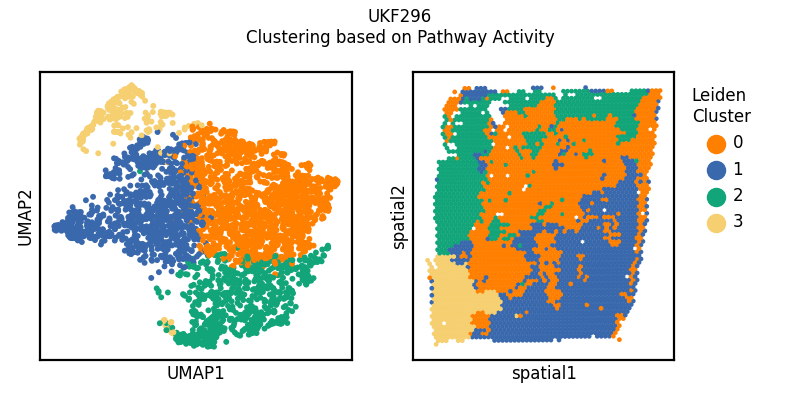 UKF296
Clustering based on Pathway Activity
UMAP2
UMAP1
spatial2
spatial1
Leiden
Cluster
0
1
2
3